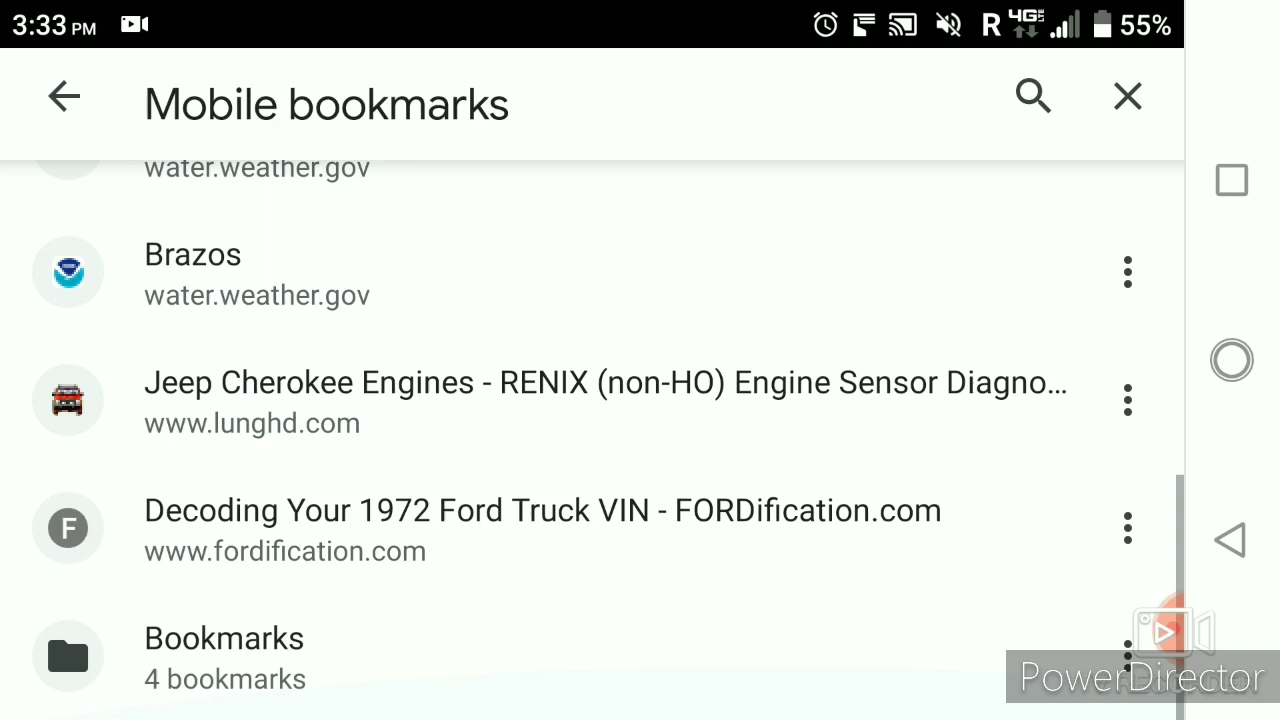 3:33 PM R 4G LTE 55%
Mobile bookmarks
water.weather.gov
Brazos
water.weather.gov
Jeep Cherokee Engines - RENIX (non-HO) Engine Sensor Diagno...
www.lunghd.com
Decoding Your 1972 Ford Truck VIN - FORDification.com
www.fordification.com
F
Bookmarks
4 bookmarks
PowerDirector